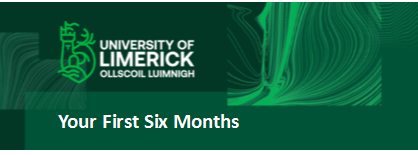 UNIVERSITY OF
LIMERICK
OLLSCOIL LUIMNIGH
Your First Six Months